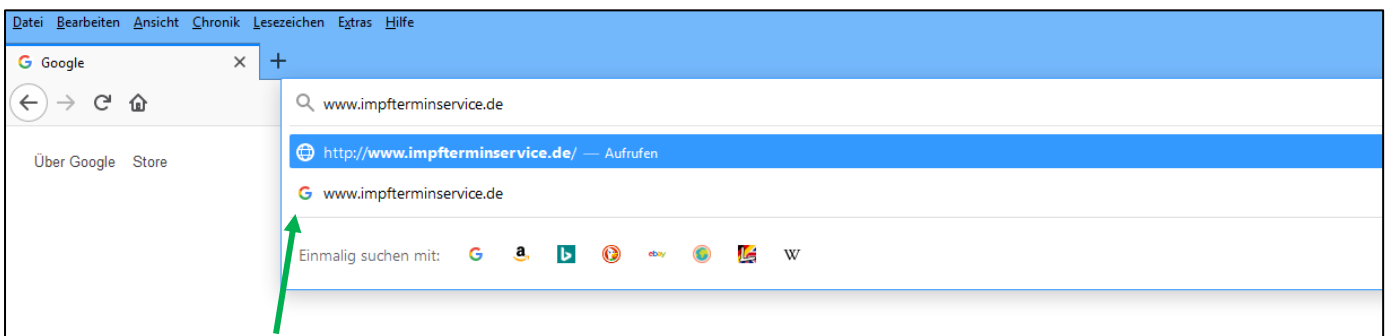 Datei Bearbeiten Ansicht Chronik Lesezeichen Extras Hilfe
Google
www.impfterminservice.de
http://www.impfterminservice.de/ — Aufrufen
Über Google Store
www.impfterminservice.de
Einmalig suchen mit: G a b ebay W